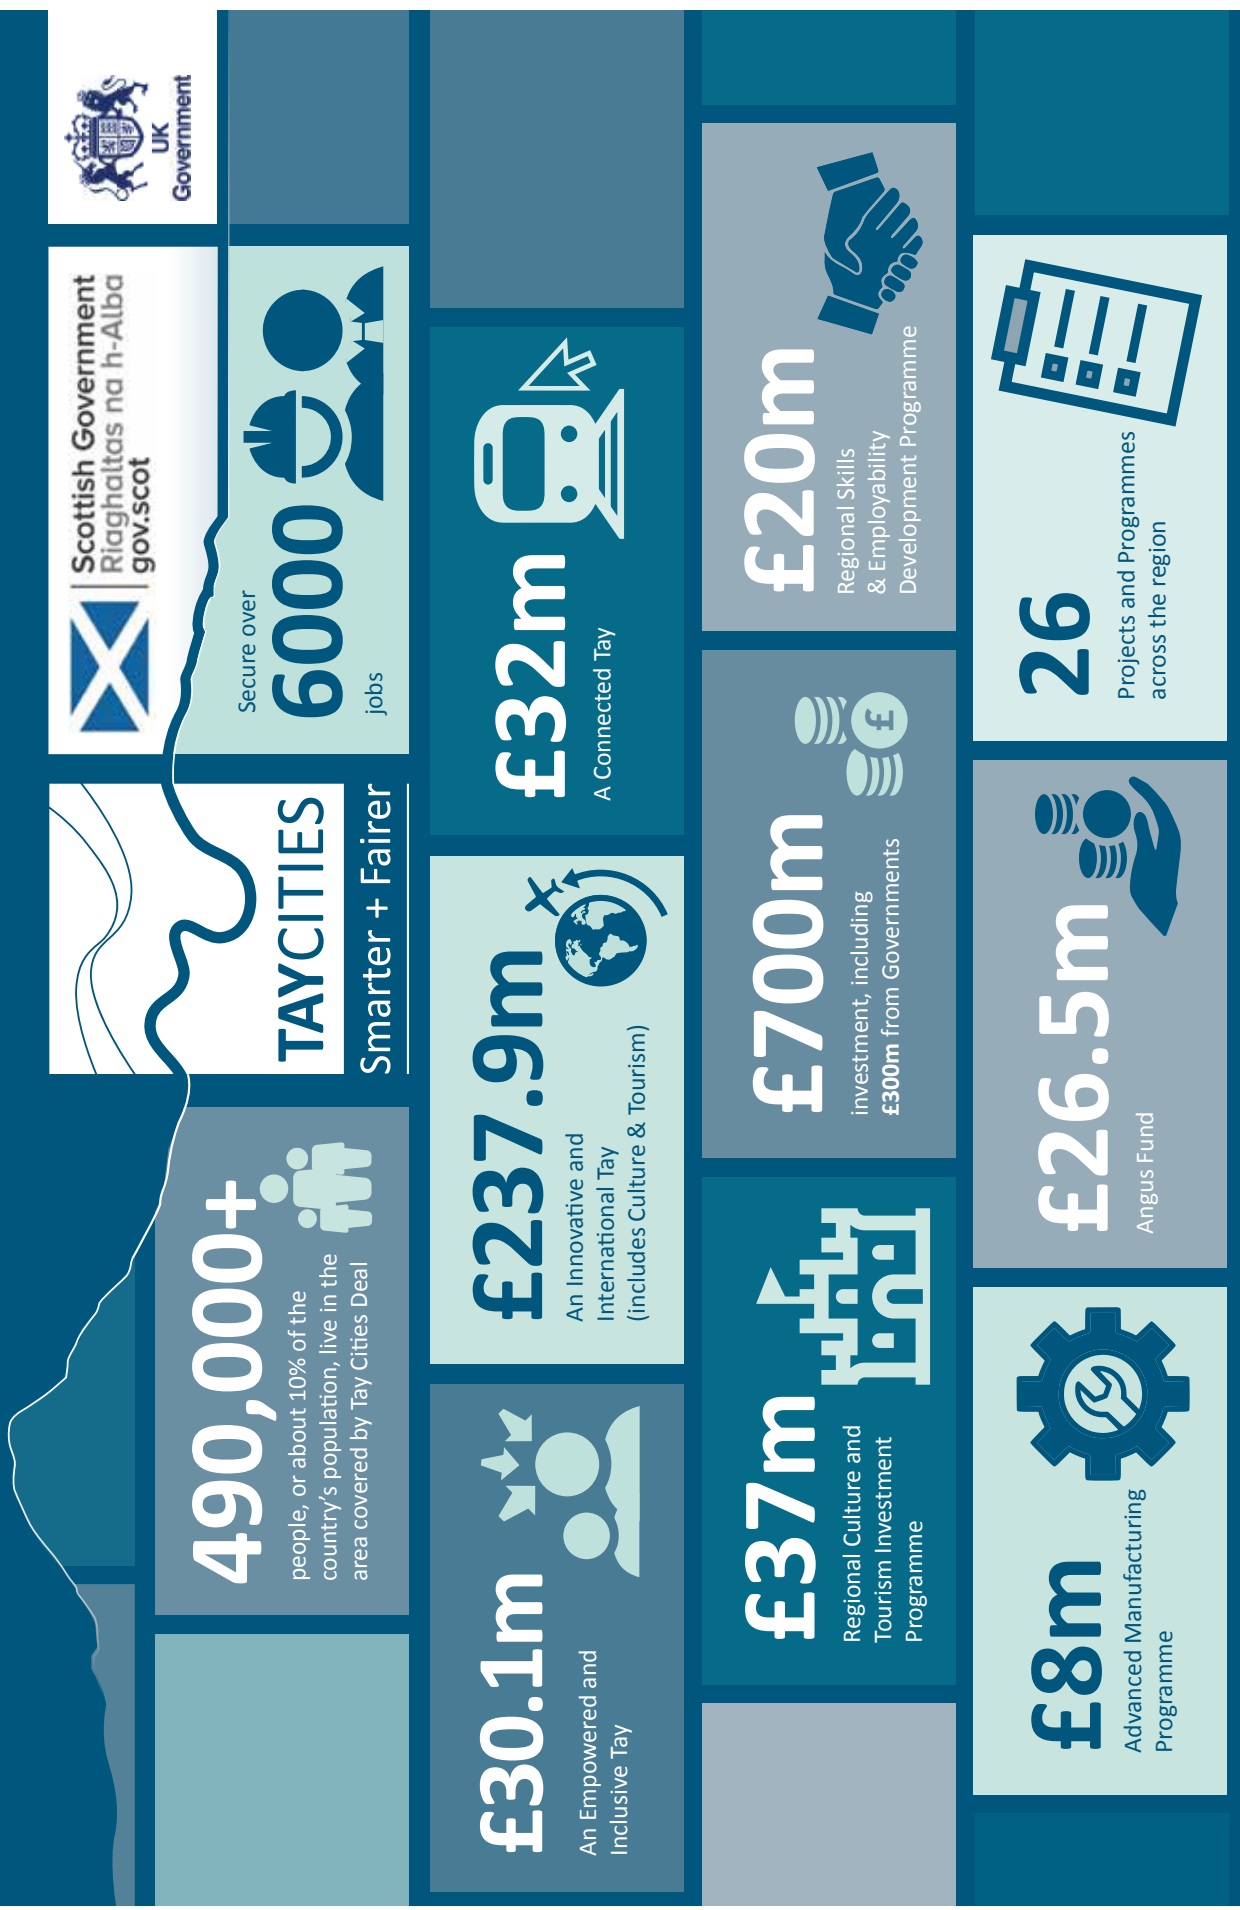 490,000+
people, or about 10% of the
country's population, live in the
area covered by Tay Cities Deal
TAYCITIES
Smarter + Fairer
Scottish Government
Riaghaltas na h-Alba
gov.scot
UK
Government
Secure over
6000
jobs
£30.1m
An Empowered and
Inclusive Tay
£237.9m
An Innovative and
International Tay
(includes Culture & Tourism)
£32m
A Connected Tay
£37m
Regional Culture and
Tourism Investment
Programme
£700m
investment, including
£300m from Governments
£
£20m
Regional Skills
& Employability
Development Programme
£8m
Advanced Manufacturing
Programme
£26.5m
Angus Fund
26
Projects and Programmes
across the region